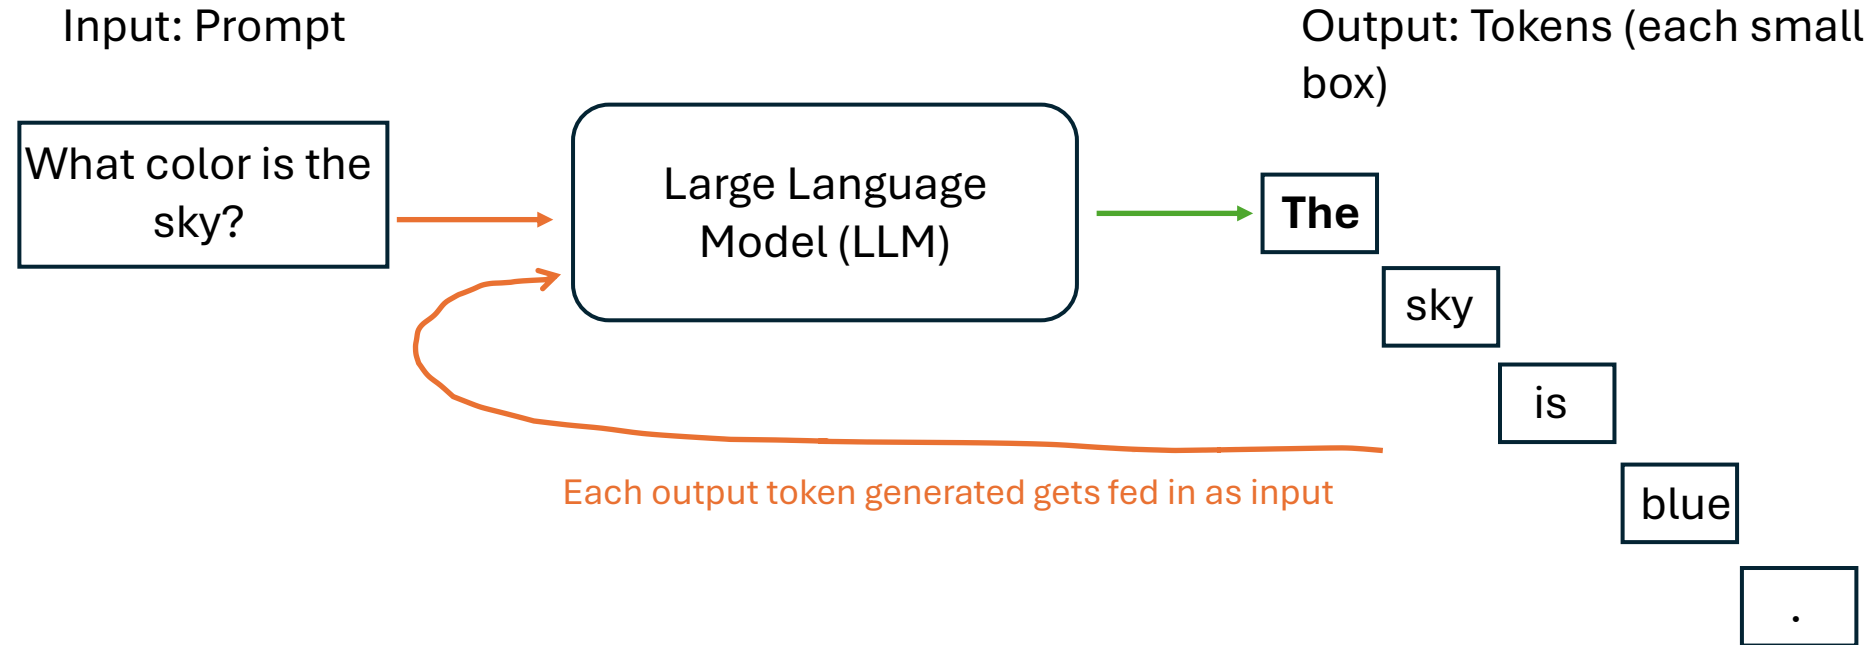 Input: Prompt
Output: Tokens (each small
box)
What color is the
sky?
Large Language
Model (LLM)
The
sky
is
blue
.
Each output token generated gets fed in as input